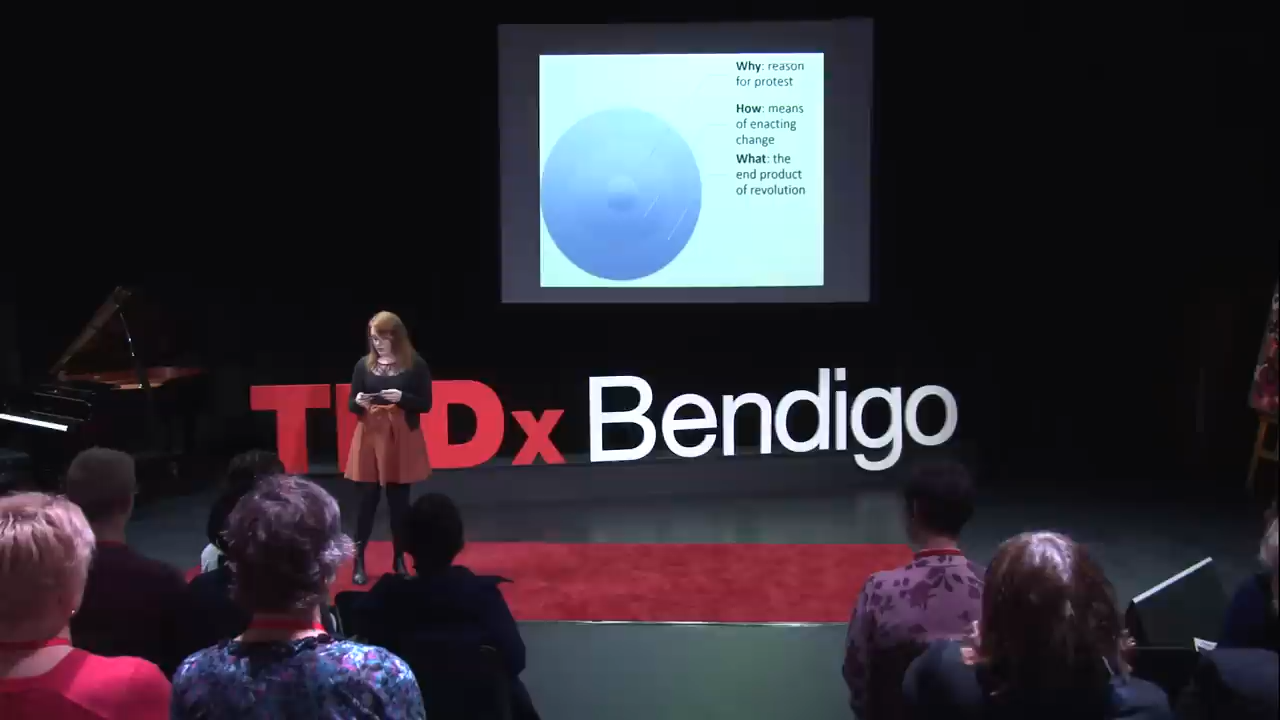 Why: reason
for protest
How: means
of enacting
change
What: the
end product
of revolution
TEDx Bendigo